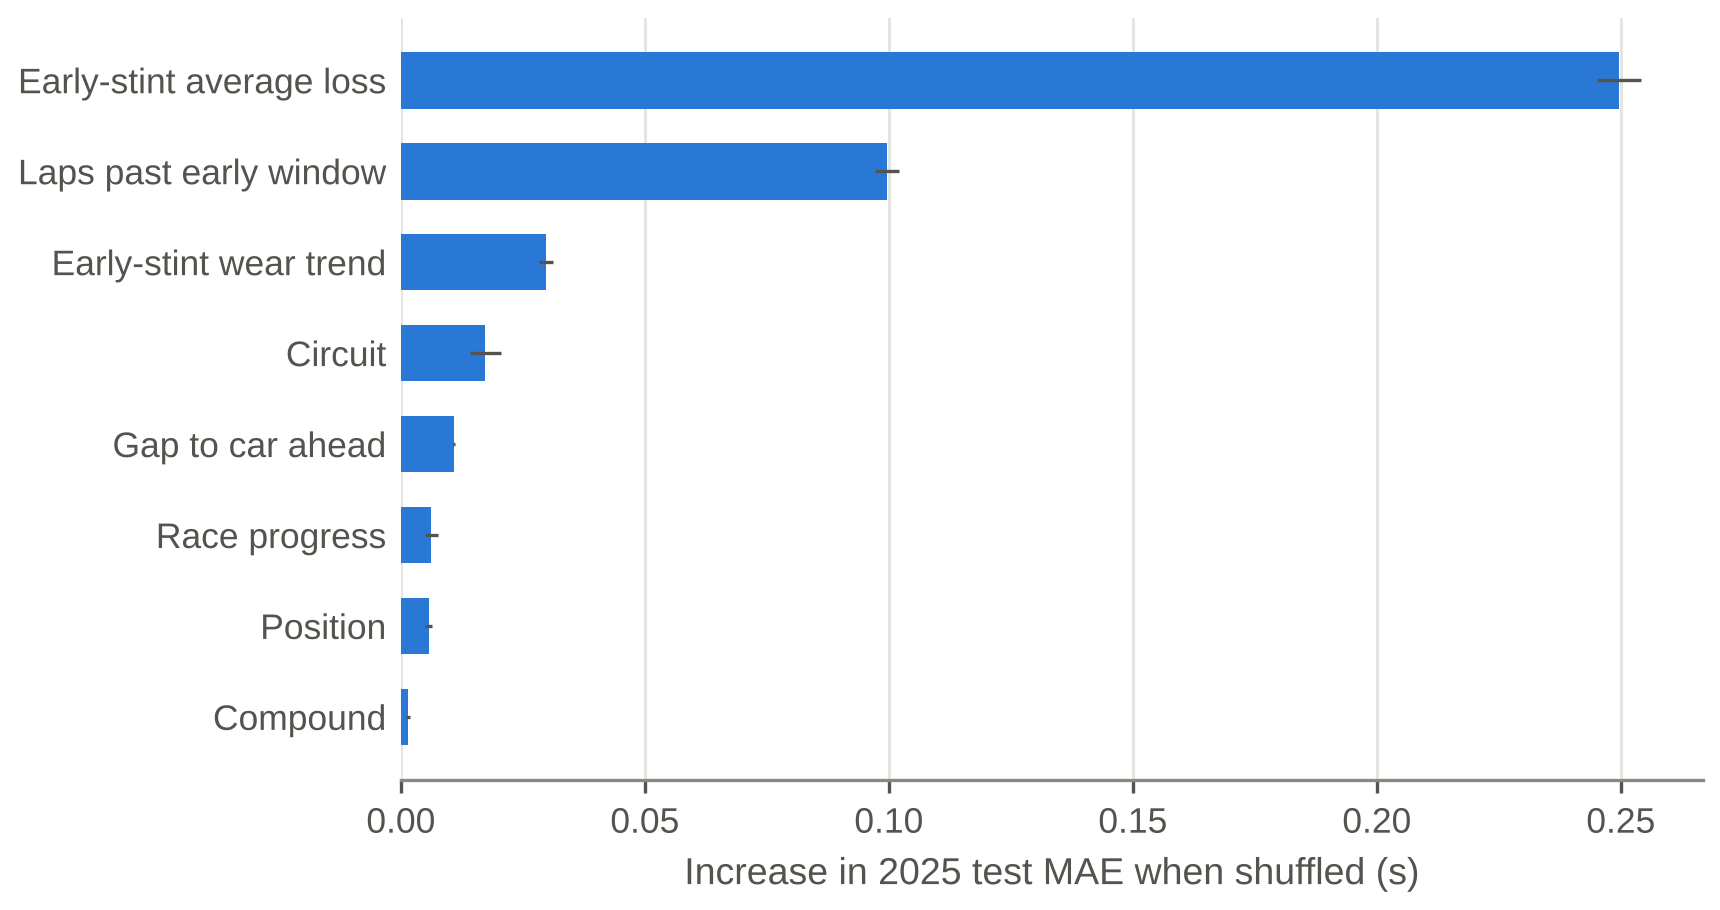 Early-stint average loss
Laps past early window
Early-stint wear trend
Circuit
Gap to car ahead
Race progress
Position
Compound
0.00 0.05 0.10 0.15 0.20 0.25
Increase in 2025 test MAE when shuffled (s)